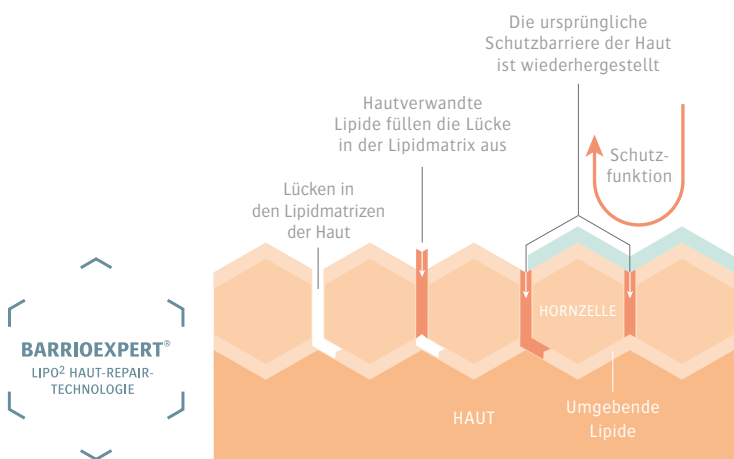 Die ursprüngliche
Schutzbarriere der Haut
ist wiederhergestellt
Hautverwandte
Lipide füllen die Lücke
in der Lipidmatrix aus
Schutz-
funktion
Lücken in
den Lipidmatrizen
der Haut
HORNZELLE
BARRIOEXPERT®
LIPO² HAUT-REPAIR-
TECHNOLOGIE
HAUT
Umgebende
Lipide